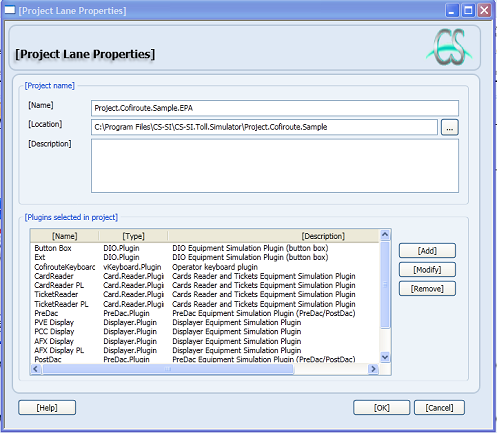 [Project Lane Properties]
CS
[Project Lane Properties]
[Project name]
[Name] Project.Cofiroute.Sample.EPA
[Location] C:\Program Files\CS-SI\CS-SI.Toll.Simulator\Project.Cofiroute.Sample ...
[Description]
[Plugins selected in project]
[Name] [Type] [Description]
Button Box DIO.Plugin DIO Equipment Simulation Plugin (button box)
Ext DIO.Plugin DIO Equipment Simulation Plugin
CofirouteKeyboard vKeyboard.Plugin Operator keyboard plugin
CardReader Card.Reader.Plugi Cards Reader and Tickets Equipment Simulation Plugin
CardReader PL Card.Reader.Plugi Cards Reader and Tickets Equipment Simulation Plugin
TicketReader Card.Reader.Plugi Cards Reader and Tickets Equipment Simulation Plugin
TicketReader PL Card.Reader.Plugi Cards Reader and Tickets Equipment Simulation Plugin
PreDac PreDac.Plugin PreDac Equipment Simulation Plugin (PreDac/PostDac)
PVE Display Displayer.Plugin Displayer Equipment Simulation Plugin
PCC Display Displayer.Plugin Displayer Equipment Simulation Plugin
AFX Display Displayer.Plugin Displayer Equipment Simulation Plugin
AFX Display PL Displayer.Plugin Displayer Equipment Simulation Plugin
PostDac PreDac.Plugin PreDac Equipment Simulation Plugin (PreDac/PostDac)
[Add]
[Modify]
[Remove]
[Help] [OK] [Cancel]